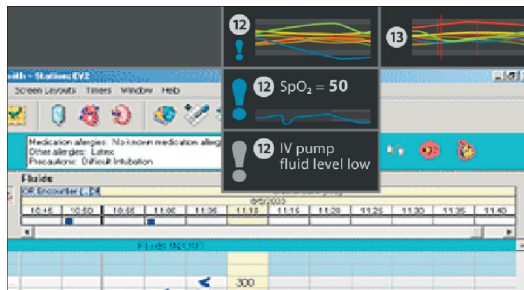 12
13
12 SpO₂ = 50
12 IV pump
fluid level low
ith - Station: EV2
Screen Layouts Timers Window Help
Medication allergies: No known medication allerg
Other allergies: Latex
Precautions: Difficult Intubation
Fluids
OR Encounter
10:45 10:50 10:55 11:00 11:05 11:10 11:15 11:20 11:25 11:30 11:35 11:40
300